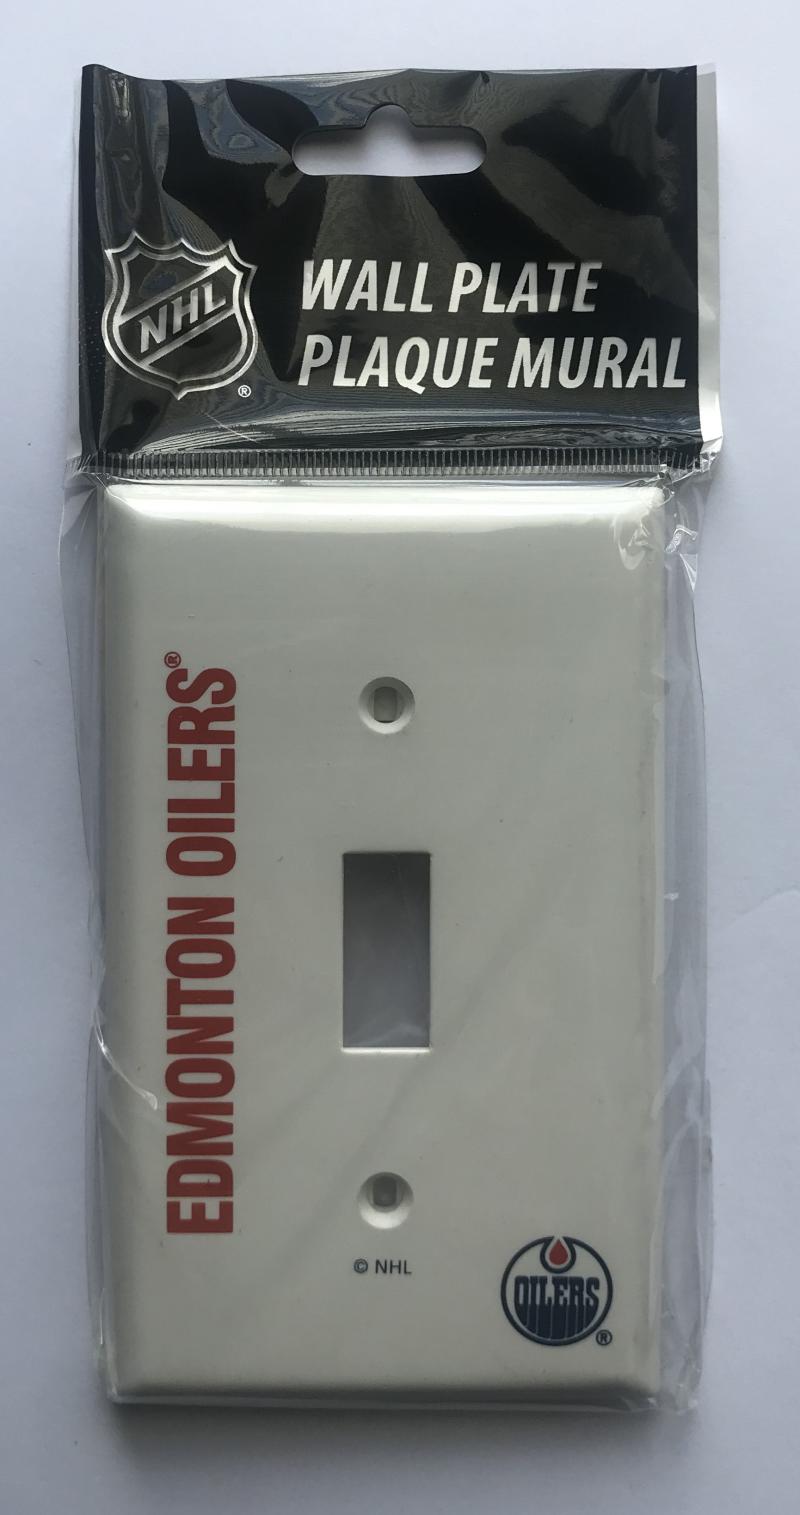 NHL
®
WALL PLATE
PLAQUE MURAL
EDMONTON OILERS®
© NHL
OILERS
®